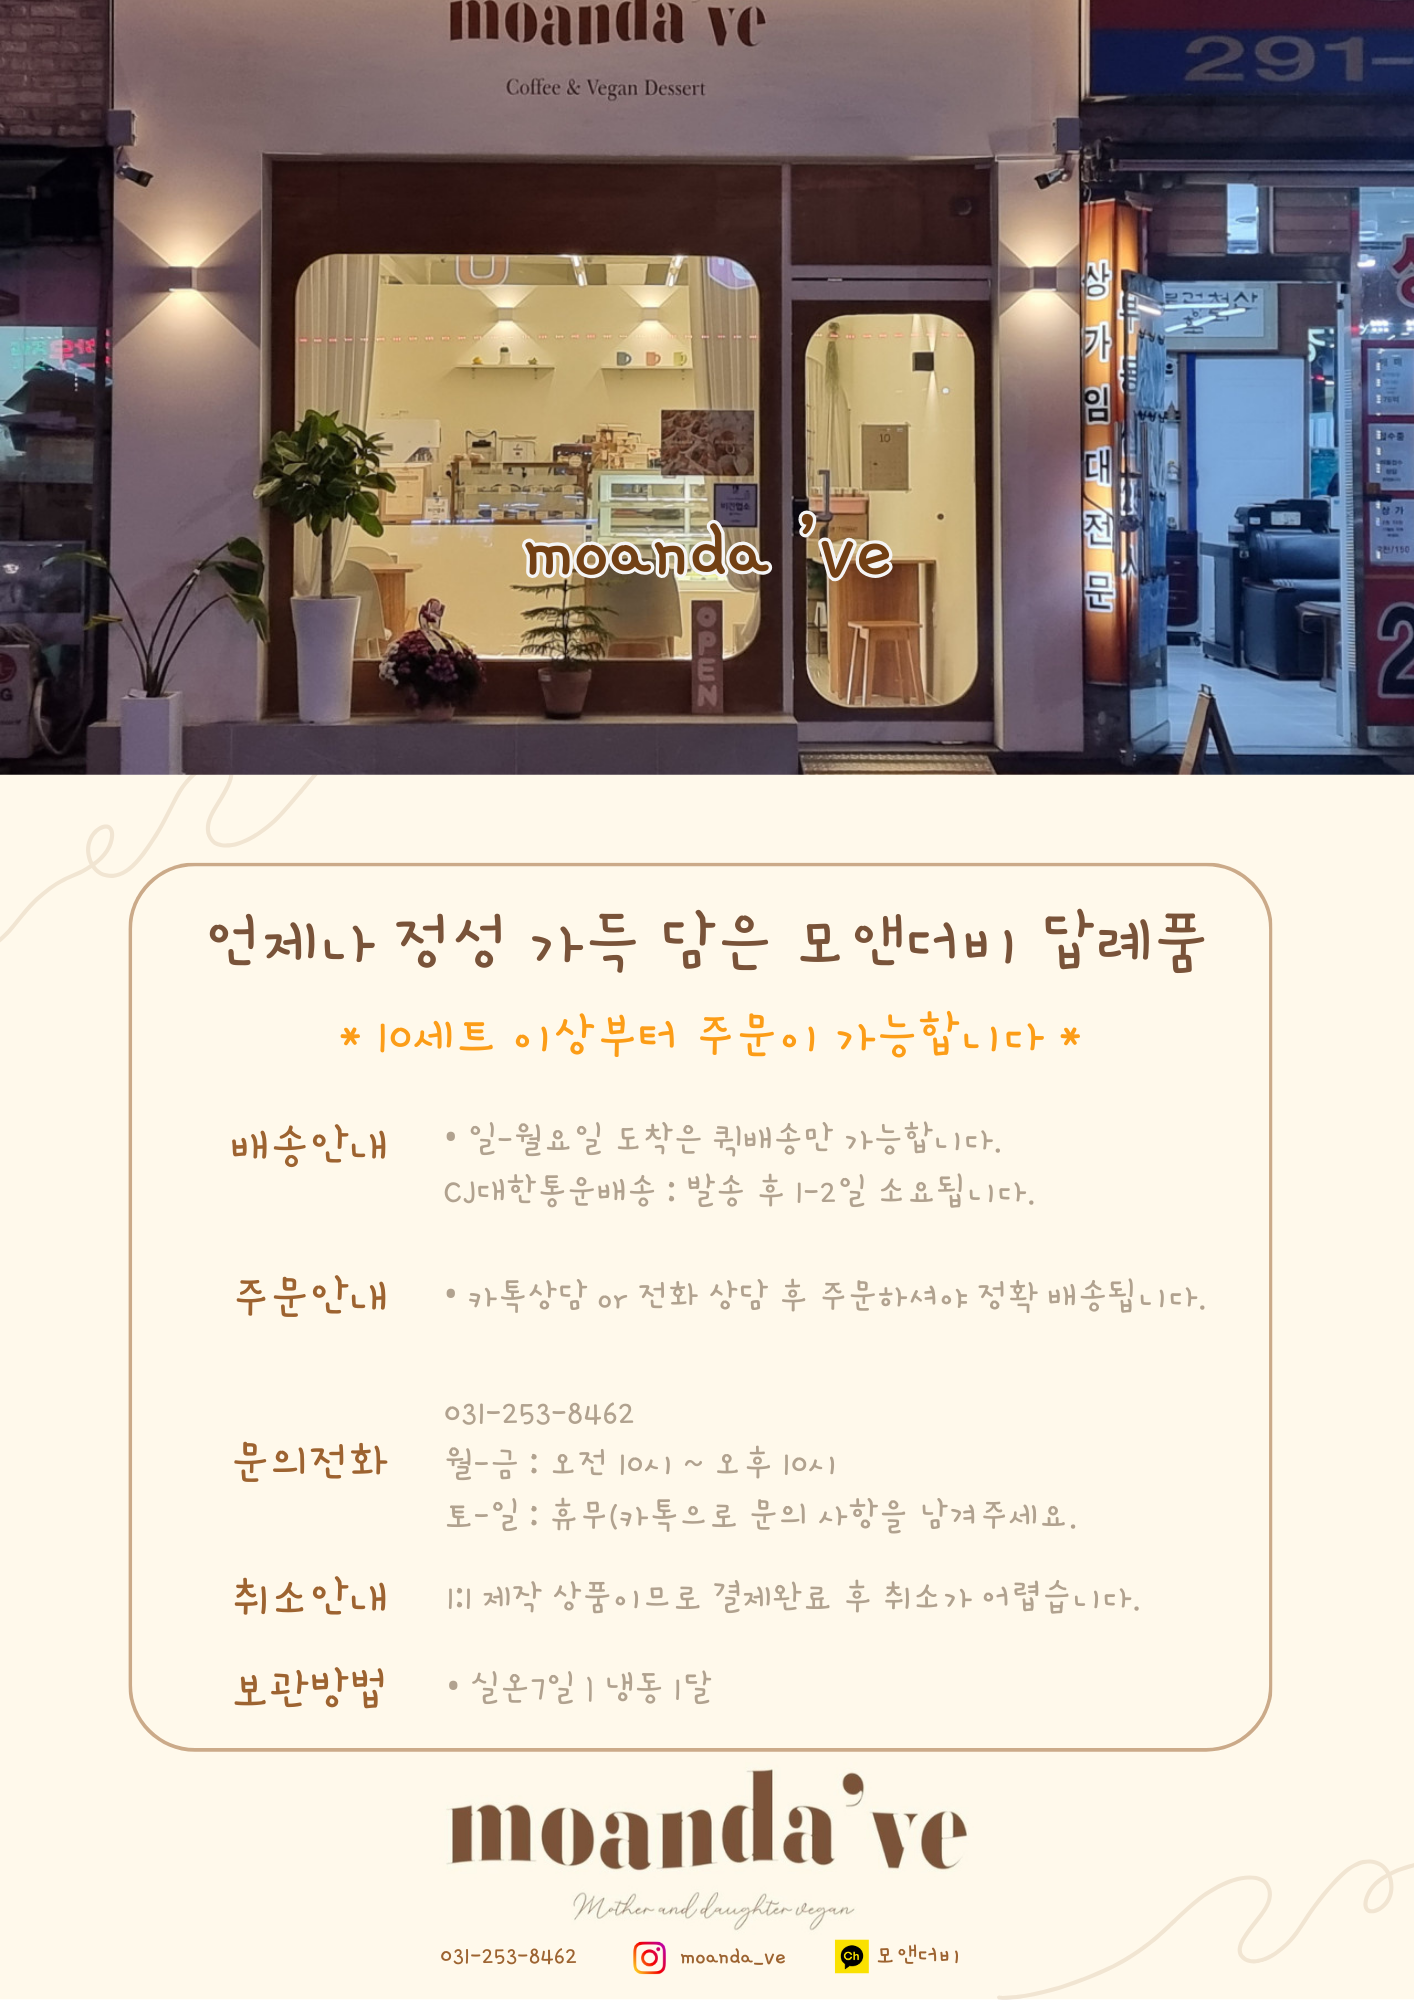 moanda've
Coffee & Vegan Dessert
291-
상가임대전문
10
비건업소
moanda 've
OPEN
언제나 정성 가득 담은 모앤더비 답례품
* 10세트 이상부터 주문이 가능합니다 *
배송안내
• 일-월요일 도착은 퀵배송만 가능합니다.
CJ대한통운배송 : 발송 후 1-2일 소요됩니다.
주문안내
• 카톡상담 or 전화 상담 후 주문하셔야 정확 배송됩니다.
문의전화
031-253-8462
월-금 : 오전 10시 ~ 오후 10시
토-일 : 휴무(카톡으로 문의 사항을 남겨주세요.
취소안내
1:1 제작 상품이므로 결제완료 후 취소가 어렵습니다.
보관방법
• 실온7일 | 냉동 1달
moanda've
Mother and daughter vegan
031-253-8462
moanda_ve
Ch 모앤더비